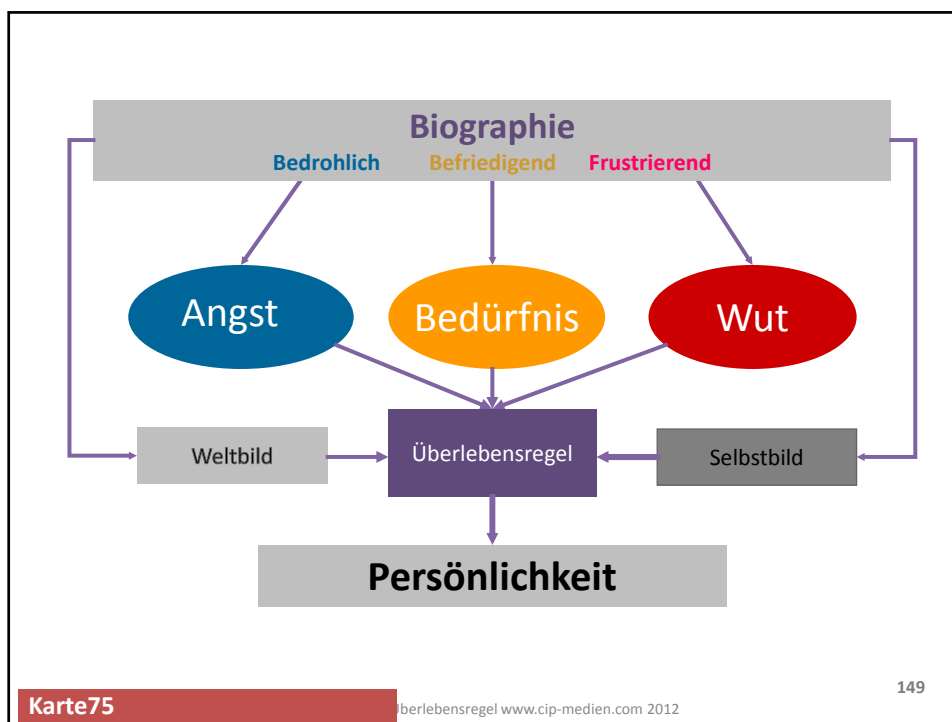 Biographie
Bedrohlich Befriedigend Frustrierend
Angst Bedürfnis Wut
Weltbild Überlebensregel Selbstbild
Persönlichkeit
149
Karte75 berlebensregel www.cip-medien.com 2012